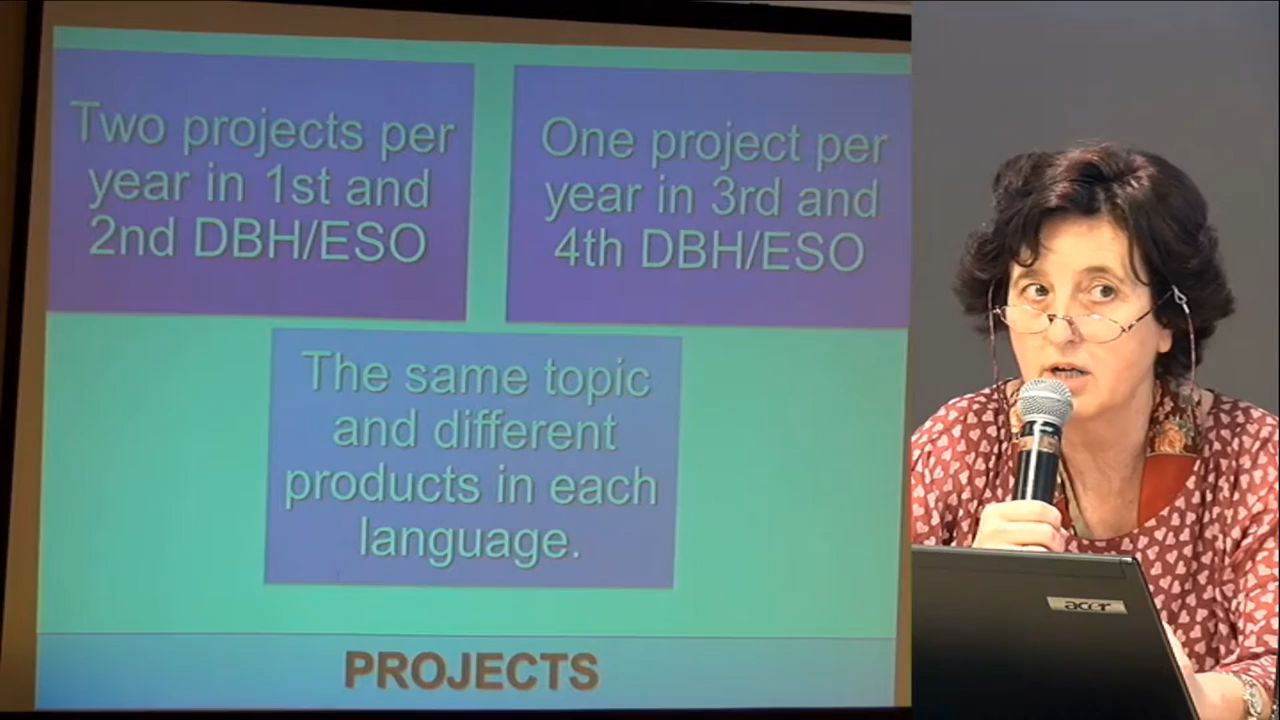 Two projects per
year in 1st and
2nd DBH/ESO
One project per
year in 3rd and
4th DBH/ESO
The same topic
and different
products in each
language.
PROJECTS
acer